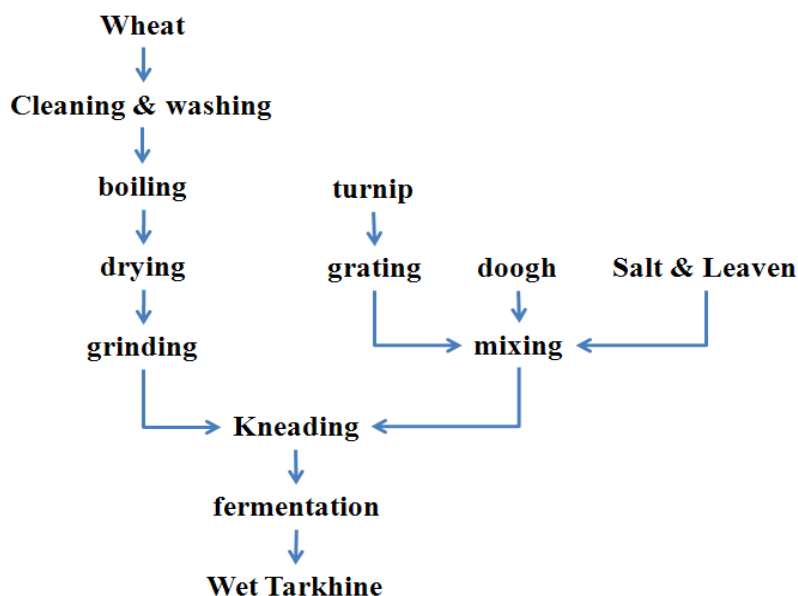 Wheat
Cleaning & washing
boiling
turnip
drying
grating
doogh
Salt & Leaven
grinding
mixing
Kneading
fermentation
Wet Tarkhine